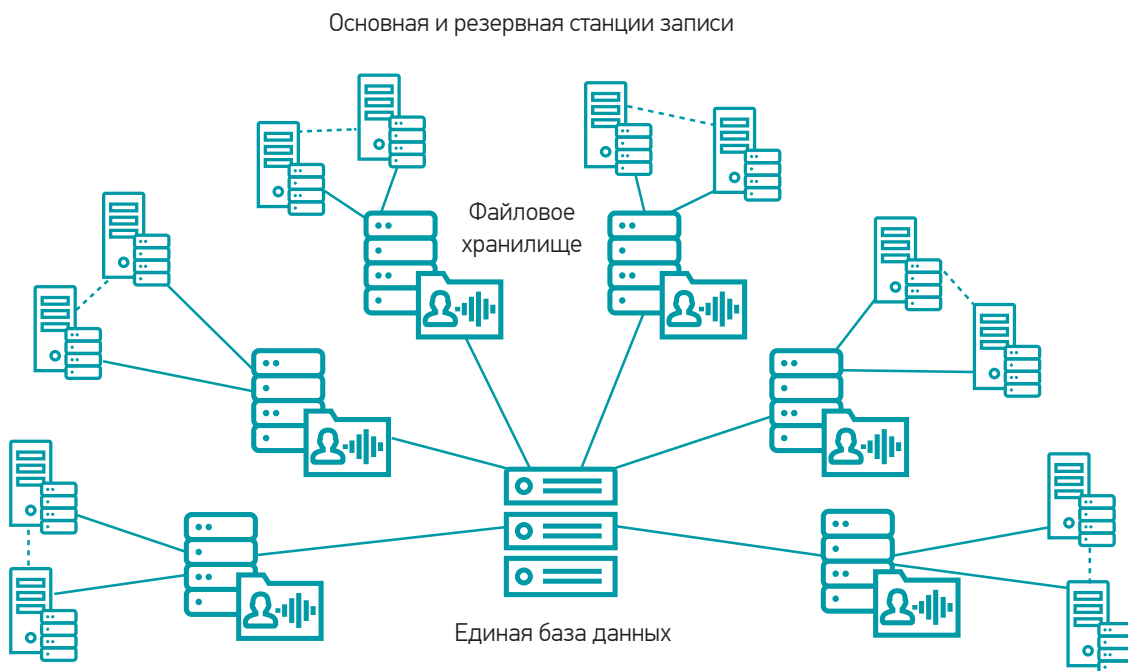 Основная и резервная станции записи
Файловое
хранилище
Единая база данных